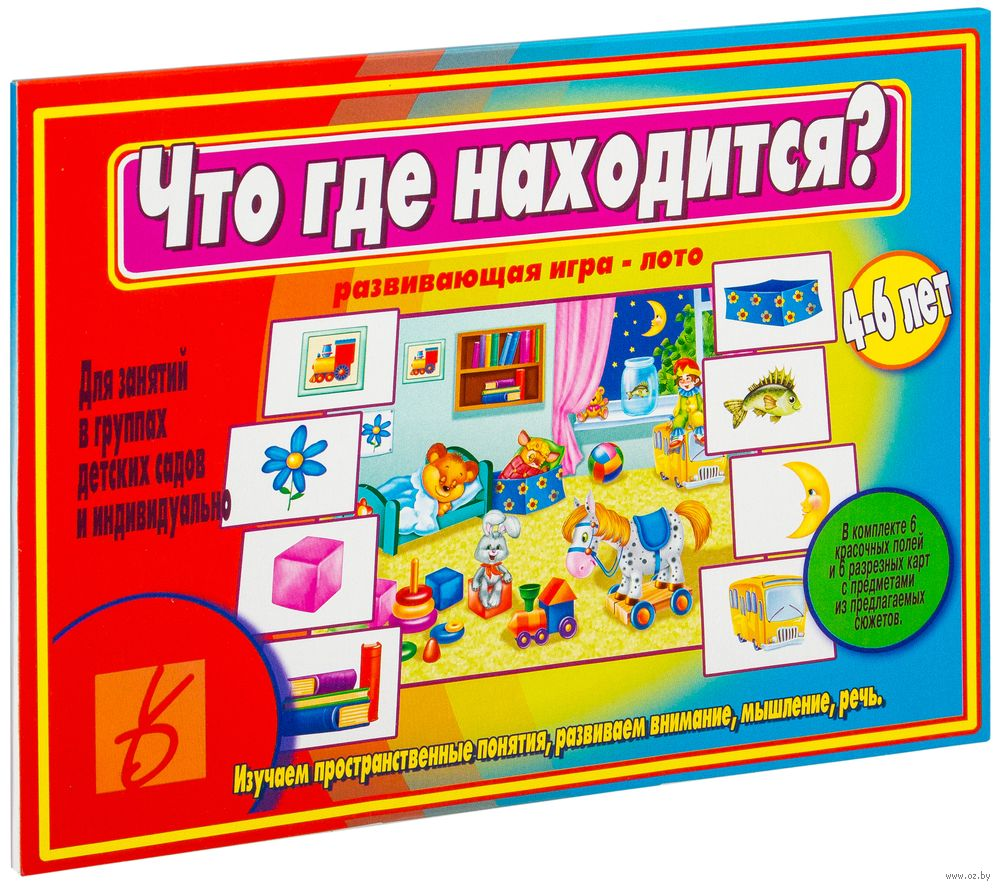 Что где находится?
развивающая игра - лото
4-6 лет
Для занятий
в группах
детских садов
и индивидуально
В комплекте 6
красочных полей
и 6 разрезных карт
с предметами
из предлагаемых
сюжетов.
Изучаем пространственные понятия, развиваем внимание, мышление, речь.
www.oz.by